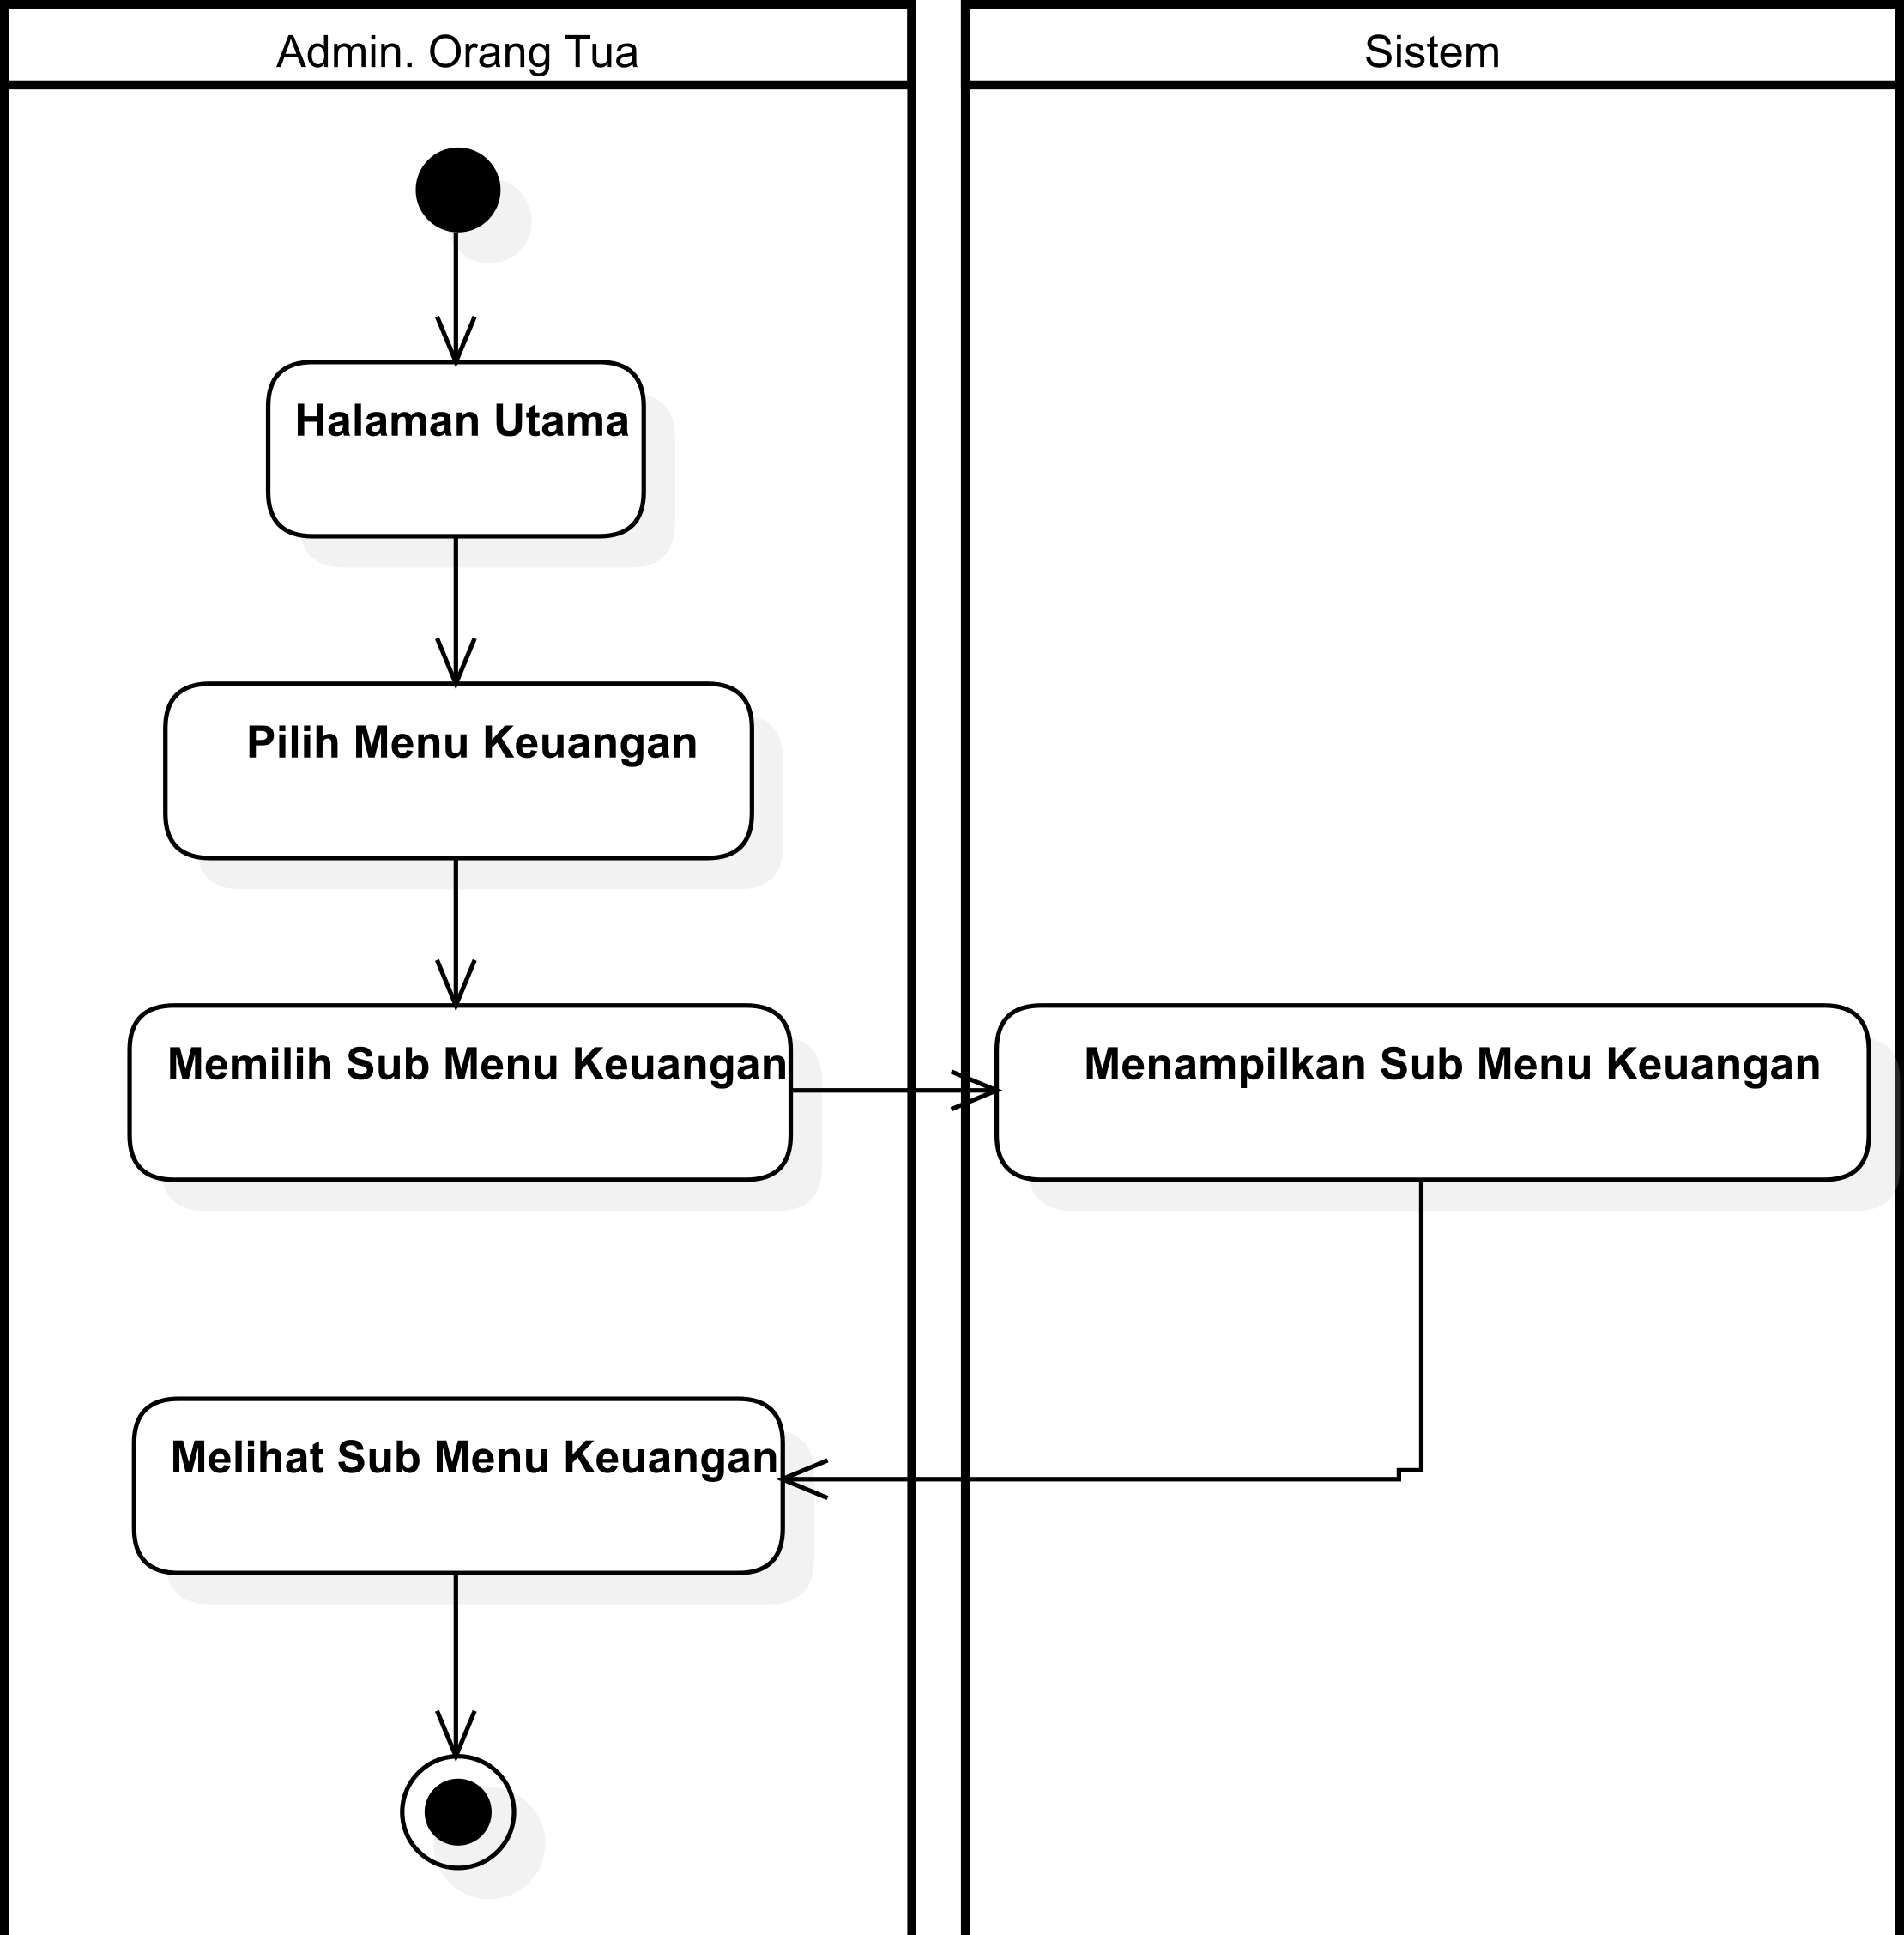 Admin. Orang Tua
Sistem
Halaman Utama
Pilih Menu Keuangan
Memilih Sub Menu Keuangan
Menampilkan Sub Menu Keuangan
Melihat Sub Menu Keuangan